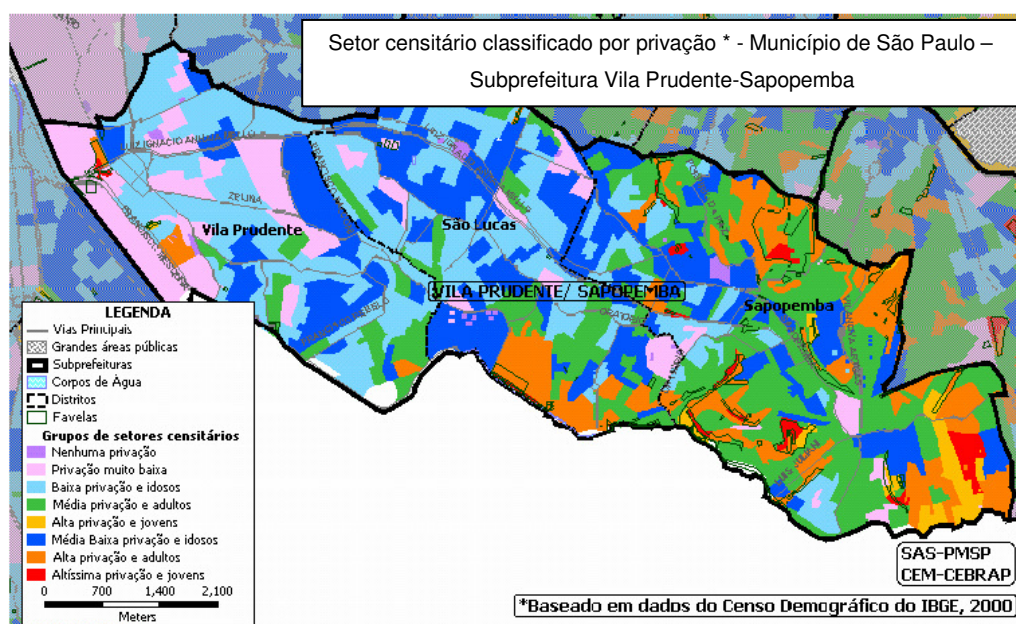 Setor censitário classificado por privação * - Município de São Paulo –
Subprefeitura Vila Prudente-Sapopemba
ZELINA
Vila Prudente
São Lucas
VILA PRUDENTE/ SAPOPEMBA
ORATORIO
Sapopemba
LEGENDA
Vias Principais
Grandes áreas públicas
Subprefeituras
Corpos de Água
Distritos
Favelas
Grupos de setores censitários
Nenhuma privação
Privação muito baixa
Baixa privação e idosos
Média privação e adultos
Alta privação e jovens
Média Baixa privação e idosos
Alta privação e adultos
Altíssima privação e jovens
0 700 1,400 2,100
Meters
SAS-PMSP
CEM-CEBRAP
*Baseado em dados do Censo Demográfico do IBGE, 2000